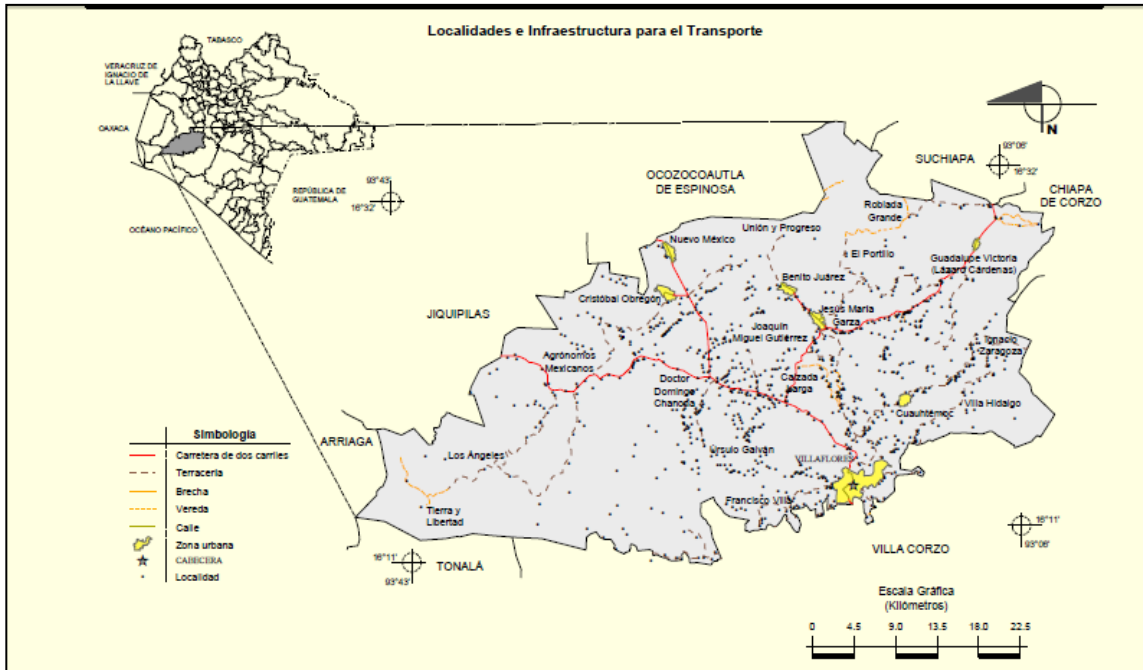 Localidades e Infraestructura para el Transporte
TABASCO
VERACRUZ DE
IGNACIO DE
LA LLAVE
OAXACA
REPÚBLICA DE
GUATEMALA
OCÉANO PACÍFICO
93°43'
16°32'
N
93°06'
16°32'
SUCHIAPA
OCOZOCOAUTLA
DE ESPINOSA
CHIAPA
DE CORZO
Roblada
Grande
Unión y Progreso
Nuevo México
El Portillo
Guadalupe Victoria
(Lázaro Cárdenas)
Benito Juárez
Cristóbal Obregón
JIQUIPILAS
Jesús María
Garza
Joaquín
Miguel Gutiérrez
Ignacio
Zaragoza
Agrónomos
Mexicanos
Doctor
Domingo
Chanona
Calzada
Larga
Villa Hidalgo
Cuauhtémoc
ARRIAGA
Los Ángeles
Úrsulo Galván
VILLAFLORES
Francisco Villa
Tierra y
Libertad
16°11'
93°43'
TONALÁ
16°11'
93°06'
VILLA CORZO
Simbología
Carretera de dos carriles
Terracería
Brecha
Vereda
Calle
Zona urbana
CABECERA
Localidad
Escala Gráfica
(Kilómetros)
0 4.5 9.0 13.5 18.0 22.5